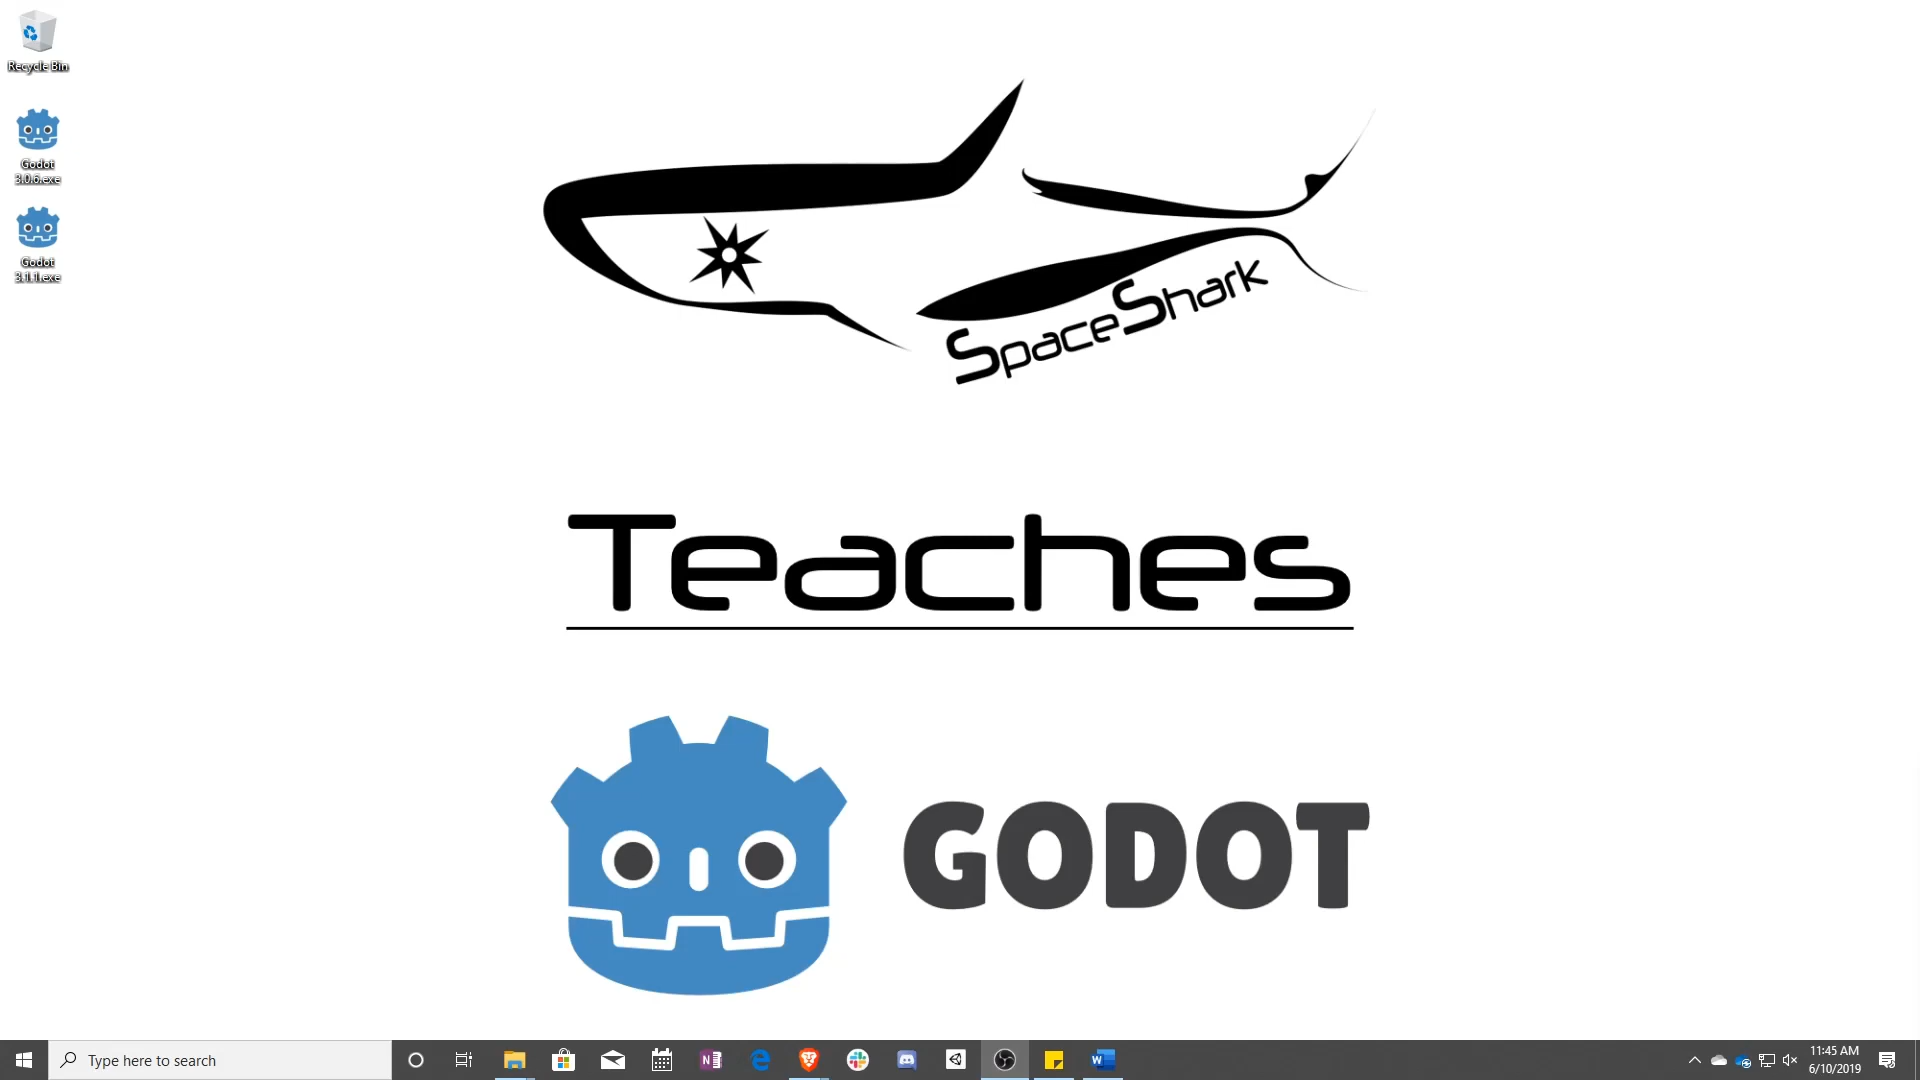 Recycle Bin
Godot
3.0.6.exe
Godot
3.1.1.exe
SpaceShark
Teaches
GODOT
Type here to search
11:45 AM
6/10/2019